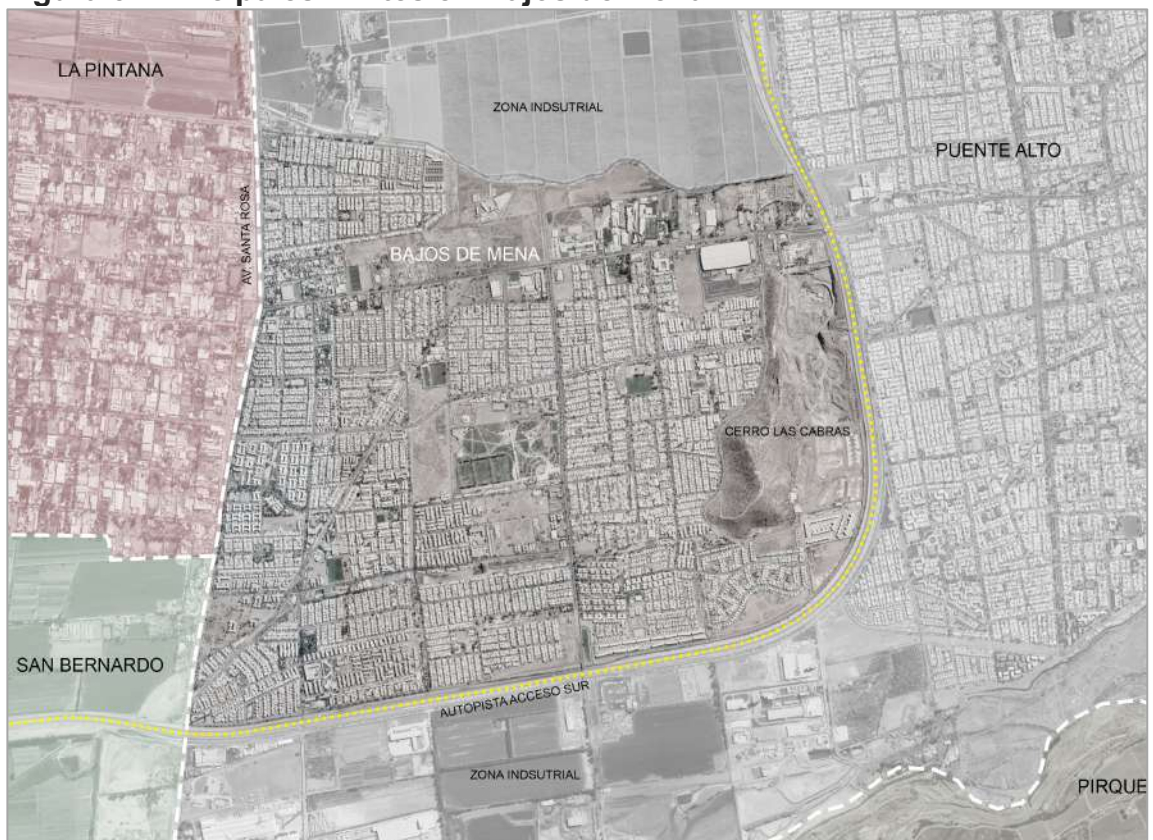 LA PINTANA
ZONA INDSUTRIAL
PUENTE ALTO
AV. SANTA ROSA
BAJOS DE MENA
CERRO LAS CABRAS
SAN BERNARDO
AUTOPISTA ACCESO SUR
ZONA INDSUTRIAL
PIRQUE